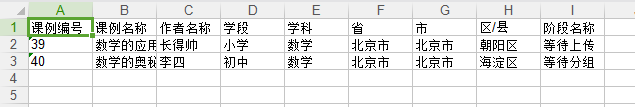 A B C D E F G H I
1 课例编号 课例名称 作者名称 学段 学科 省 市 区/县 阶段名称
2 39 数学的应用 长得帅 小学 数学 北京市 北京市 朝阳区 等待上传
3 40 数学的奥秘 李四 初中 数学 北京市 北京市 海淀区 等待分组
4
5